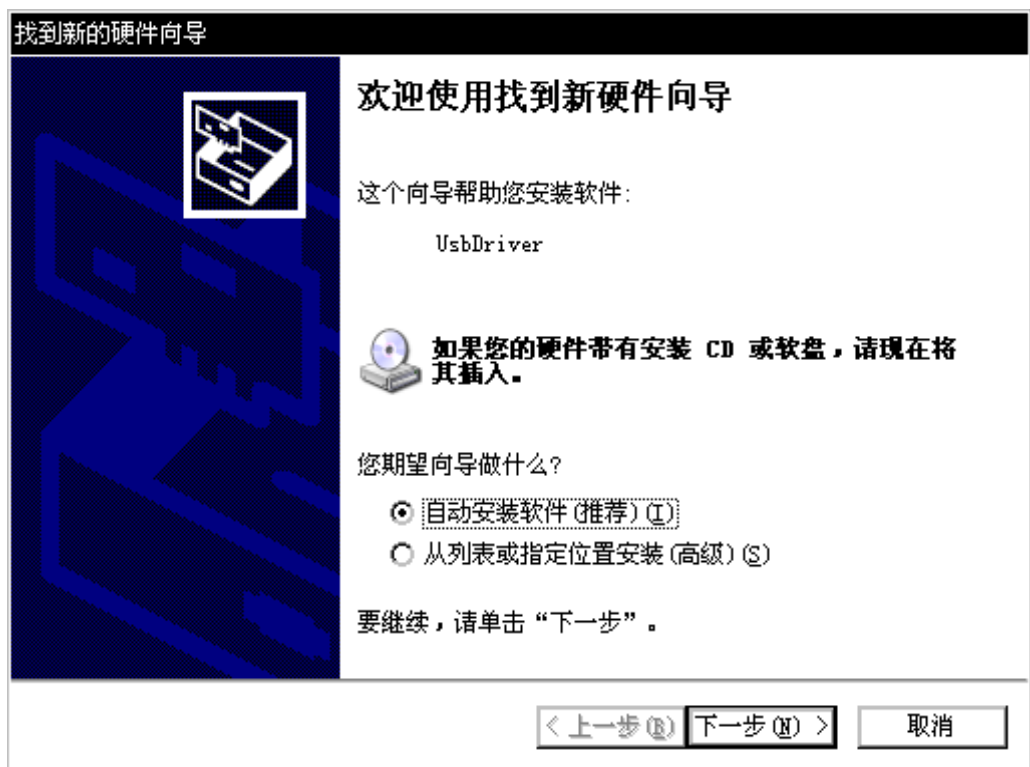 找到新的硬件向导
欢迎使用找到新硬件向导
这个向导帮助您安装软件:
UsbDriver
如果您的硬件带有安装 CD 或软盘，请现在将
其插入。
您期望向导做什么?
自动安装软件(推荐)(I)
从列表或指定位置安装(高级)(S)
要继续，请单击“下一步”。
< 上一步(B) 下一步(N) > 取消